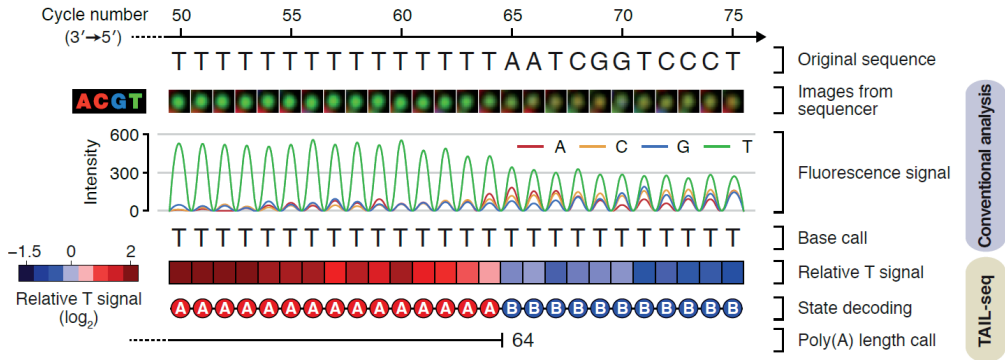 Cycle number 50 55 60 65 70 75
(3′→5′)
T T T T T T T T T T T T T T T A A T C G G T C C C T Original sequence
ACGT Images from
sequencer
600
300
0
Intensity
A C G T
Fluorescence signal
T T T T T T T T T T T T T T T T T T T T T T T T T T Base call
Conventional analysis
−1.5 0 2
Relative T signal
(log2)
Relative T signal
A A A A A A A A A A A A A A A B B B B B B B B B B B State decoding
64 Poly(A) length call
TAIL-seq